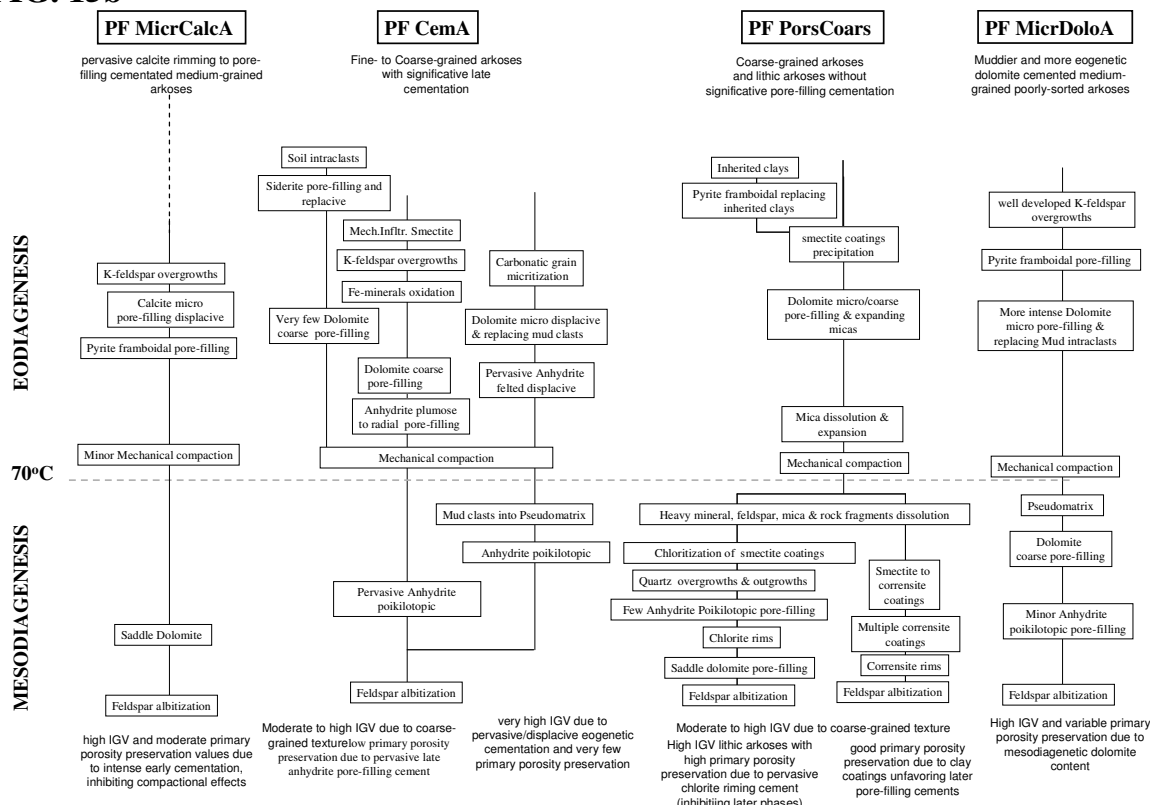 PF MicrCalcA
pervasive calcite rimming to pore-
filling cementated medium-grained
arkoses
PF CemA
Fine- to Coarse-grained arkoses
with significative late
cementation
PF PorsCoars
Coarse-grained arkoses
and lithic arkoses without
significative pore-filling cementation
PF MicrDoloA
Muddier and more eogenetic
dolomite cemented medium-
grained poorly-sorted arkoses
EODIAGENESIS
70ºC
MESODIAGENESIS
K-feldspar overgrowths
Calcite micro
pore-filling displacive
Pyrite framboidal pore-filling
Minor Mechanical compaction
Saddle Dolomite
Feldspar albitization
high IGV and moderate primary
porosity preservation values due
to intense early cementation,
inhibiting compactional effects
Soil intraclasts
Siderite pore-filling and
replacive
Mech.Infltr. Smectite
K-feldspar overgrowths
Fe-minerals oxidation
Very few Dolomite
coarse pore-filling
Dolomite coarse
pore-filling
Anhydrite plumose
to radial pore-filling
Carbonatic grain
micritization
Dolomite micro displacive
& replacing mud clasts
Pervasive Anhydrite
felted displacive
Mechanical compaction
Mud clasts into Pseudomatrix
Anhydrite poikilotopic
Pervasive Anhydrite
poikilotopic
Feldspar albitization
Moderate to high IGV due to coarse-
grained texturelow primary porosity
preservation due to pervasive late
anhydrite pore-filling cement
very high IGV due to
pervasive/displacive eogenetic
cementation and very few
primary porosity preservation
Inherited clays
Pyrite framboidal replacing
inherited clays
smectite coatings
precipitation
Dolomite micro/coarse
pore-filling & expanding
micas
Mica dissolution &
expansion
Mechanical compaction
Heavy mineral, feldspar, mica & rock fragments dissolution
Chloritization of smectite coatings
Quartz overgrowths & outgrowths
Few Anhydrite Poikilotopic pore-filling
Chlorite rims
Saddle dolomite pore-filling
Feldspar albitization
Smectite to
corrensite
coatings
Multiple corrensite
coatings
Corrensite rims
Feldspar albitization
Moderate to high IGV due to coarse-grained texture
High IGV lithic arkoses with
high primary porosity
preservation due to pervasive
chlorite riming cement
(inhibitiing later phases)
good primary porosity
preservation due to clay
coatings unfavoring later
pore-filling cements
well developed K-feldspar
overgrowths
Pyrite framboidal pore-filling
More intense Dolomite
micro pore-filling &
replacing Mud intraclasts
Mechanical compaction
Pseudomatrix
Dolomite
coarse pore-filling
Minor Anhydrite
poikilotopic pore-filling
Feldspar albitization
High IGV and variable primary
porosity preservation due to
mesodiagenetic dolomite
content